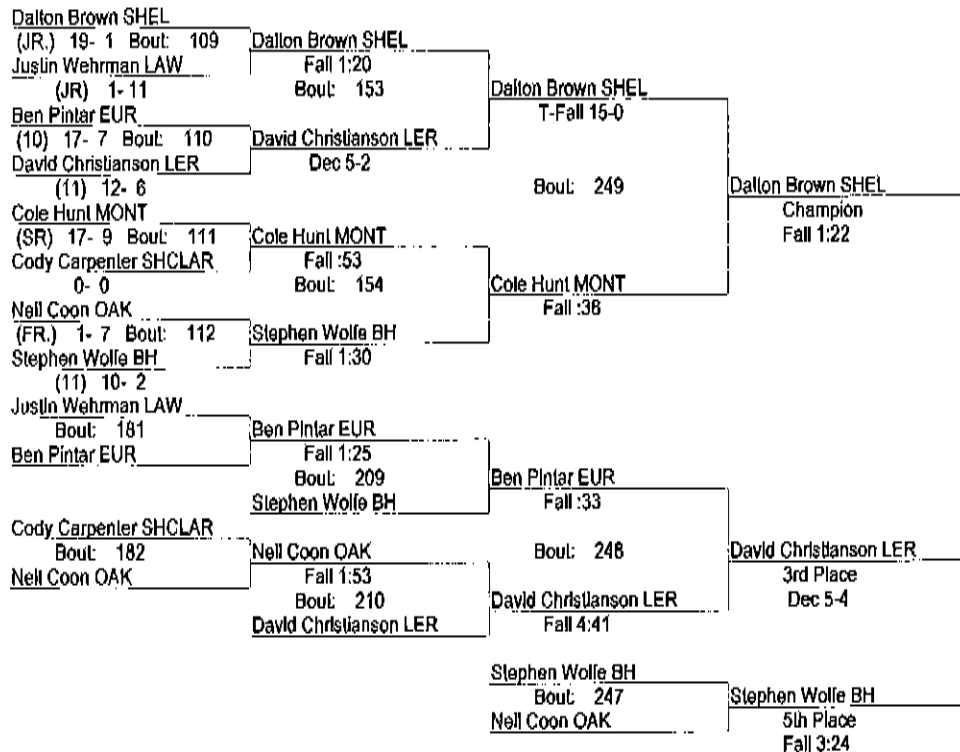 Dalton Brown SHEL
(JR.) 19- 1 Bout: 109
Justin Wehrman LAW
(JR) 1- 11
Ben Pintar EUR
(10) 17- 7 Bout: 110
David Christianson LER
(11) 12- 6
Cole Hunt MONT
(SR) 17- 9 Bout: 111
Cody Carpenter SHCLAR
0- 0
Neil Coon OAK
(FR.) 1- 7 Bout: 112
Stephen Wolfe BH
(11) 10- 2
Dalton Brown SHEL
Fall 1:20
Bout: 153
David Christianson LER
Dec 5-2
Cole Hunt MONT
Fall :53
Bout: 154
Stephen Wolfe BH
Fall 1:30
Dalton Brown SHEL
T-Fall 15-0
Bout: 249
Cole Hunt MONT
Fall :36
Dalton Brown SHEL
Champion
Fall 1:22
Justin Wehrman LAW
Bout: 181
Ben Pintar EUR
Cody Carpenter SHCLAR
Bout: 182
Neil Coon OAK
Ben Pintar EUR
Fall 1:25
Bout: 209
Stephen Wolfe BH
Neil Coon OAK
Fall 1:53
Bout: 210
David Christianson LER
Ben Pintar EUR
Fall :33
Bout: 248
David Christianson LER
Fall 4:41
David Christianson LER
3rd Place
Dec 5-4
Stephen Wolfe BH
Bout: 247
Neil Coon OAK
Stephen Wolfe BH
5th Place
Fall 3:24